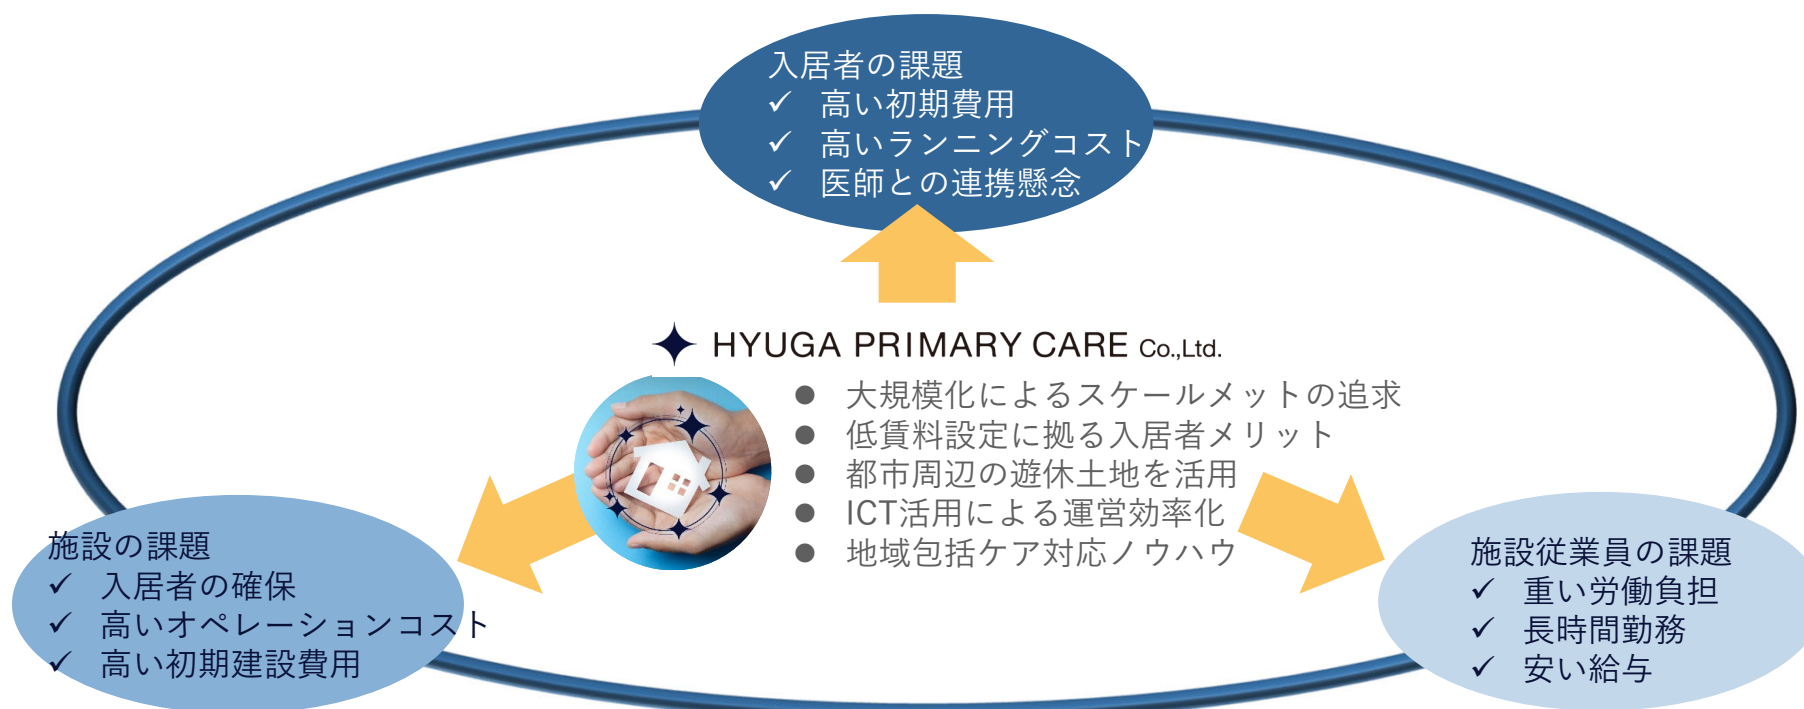 入居者の課題
✓ 高い初期費用
✓ 高いランニングコスト
✓ 医師との連携懸念
HYUGA PRIMARY CARE Co.,Ltd.
● 大規模化によるスケールメットの追求
● 低賃料設定に拠る入居者メリット
● 都市周辺の遊休土地を活用
● ICT活用による運営効率化
● 地域包括ケア対応ノウハウ
施設の課題
✓ 入居者の確保
✓ 高いオペレーションコスト
✓ 高い初期建設費用
施設従業員の課題
✓ 重い労働負担
✓ 長時間勤務
✓ 安い給与